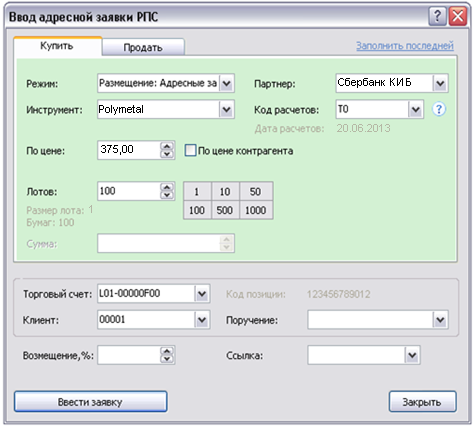 Ввод адресной заявки РПС
Купить Продать Заполнить последней
Режим: Размещение: Адресные за Партнер: Сбербанк КИБ
Инструмент: Polymetal Код расчетов: T0 ?
Дата расчетов: 20.06.2013
По цене: 375,00 По цене контрагента
Лотов: 100 1 10 50
Размер лота: 1 100 500 1000
Бумаг: 100
Сумма:
Торговый счет: L01-00000F00 Код позиции: 123456789012
Клиент: 00001 Поручение:
Возмещение,%: Ссылка:
Ввести заявку Закрыть